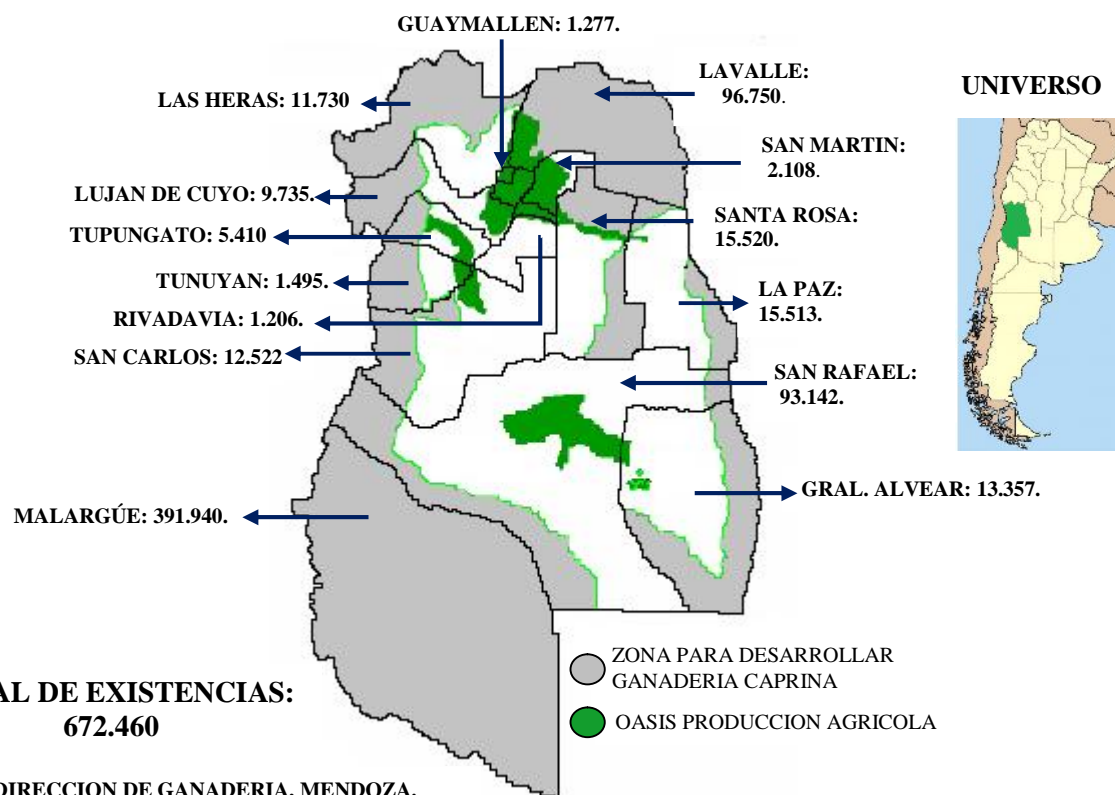 GUAYMALLEN: 1.277.
LAVALLE:
96.750.
UNIVERSO
LAS HERAS: 11.730
SAN MARTIN:
2.108.
LUJAN DE CUYO: 9.735.
SANTA ROSA:
15.520.
TUPUNGATO: 5.410
TUNUYAN: 1.495.
LA PAZ:
15.513.
RIVADAVIA: 1.206.
SAN CARLOS: 12.522
SAN RAFAEL:
93.142.
GRAL. ALVEAR: 13.357.
MALARGÚE: 391.940.
ZONA PARA DESARROLLAR
GANADERIA CAPRINA
AL DE EXISTENCIAS:
672.460
OASIS PRODUCCION AGRICOLA
DIRECCION DE GANADERIA. MENDOZA.